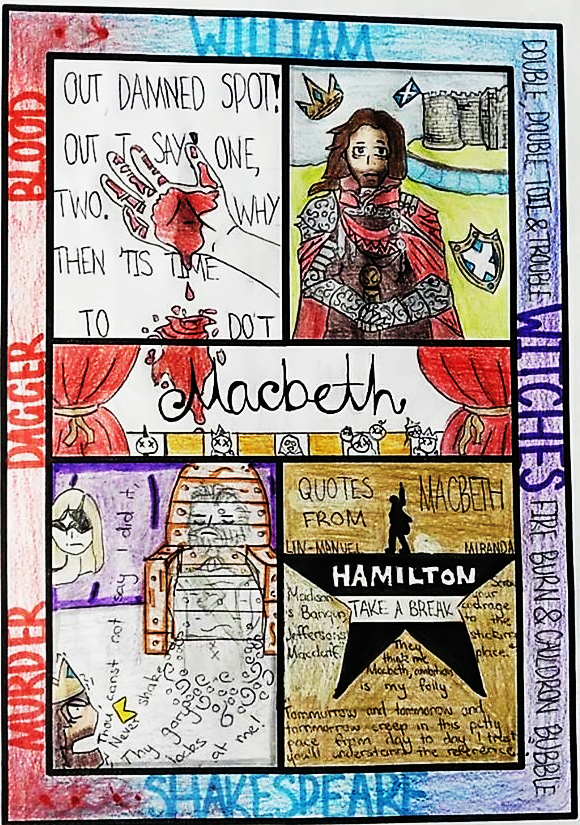 WILLIAM
BLOOD
DAGGER
MURDER
OUT DAMNED SPOT!
OUT I SAY! ONE,
TWO. WHY
THEN 'TIS TIME
TO DO'T
Macbeth
Thou canst not say I did it,
Never shake
Thy gory
locks
at me!
QUOTES MACBETH
FROM
LIN-MANUEL MIRANDA
HAMILTON
TAKE A BREAK
Madison
is Banquo,
Jefferson's
Macduff
Screw
your
courage
to the
sticking
place.
They
think me
Macbeth, ambition
is my folly
Tommurrow and tommorow and
tommorow creep in this petty
pace from day to day I trust
you'll understand the reference
DOUBLE, DOUBLE TOIL & TROUBLE
WITCHES
FIRE BURN & CAULDRON BUBBLE
SHAKESPEARE